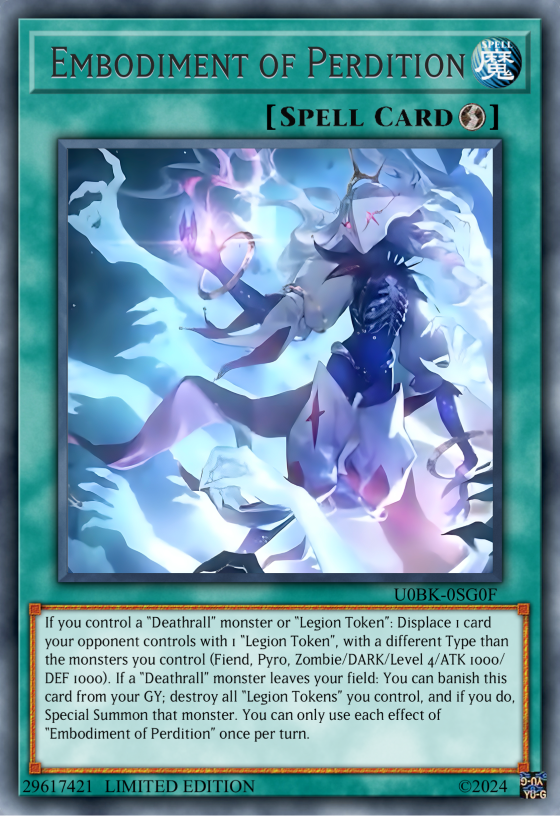 EMBODIMENT OF PERDITION
SPELL
魔
[SPELL CARD]
U0BK-0SG0F
If you control a "Deathrall" monster or "Legion Token": Displace 1 card
your opponent controls with 1 "Legion Token", with a different Type than
the monsters you control (Fiend, Pyro, Zombie/DARK/Level 4/ATK 1000/
DEF 1000). If a "Deathrall" monster leaves your field: You can banish this
card from your GY; destroy all "Legion Tokens" you control, and if you do,
Special Summon that monster. You can only use each effect of
"Embodiment of Perdition" once per turn.
29617421 LIMITED EDITION
©2024
YU-G